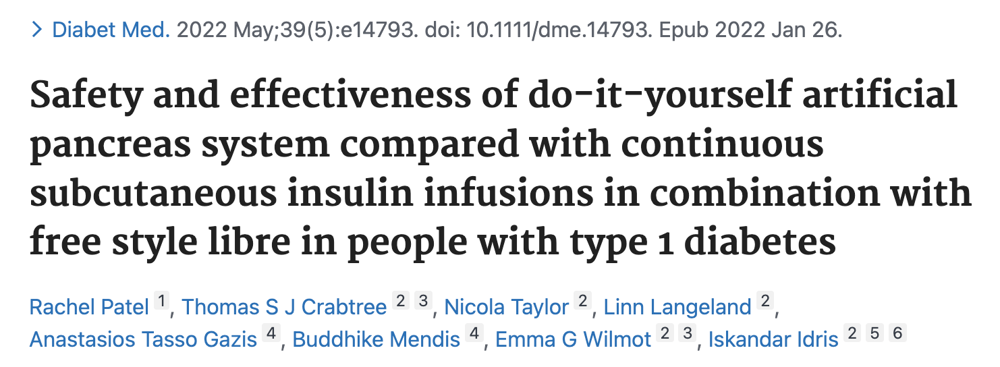 > Diabet Med. 2022 May;39(5):e14793. doi: 10.1111/dme.14793. Epub 2022 Jan 26.
Safety and effectiveness of do-it-yourself artificial
pancreas system compared with continuous
subcutaneous insulin infusions in combination with
free style libre in people with type 1 diabetes
Rachel Patel 1, Thomas S J Crabtree 2 3, Nicola Taylor 2, Linn Langeland 2,
Anastasios Tasso Gazis 4, Buddhike Mendis 4, Emma G Wilmot 2 3, Iskandar Idris 2 5 6